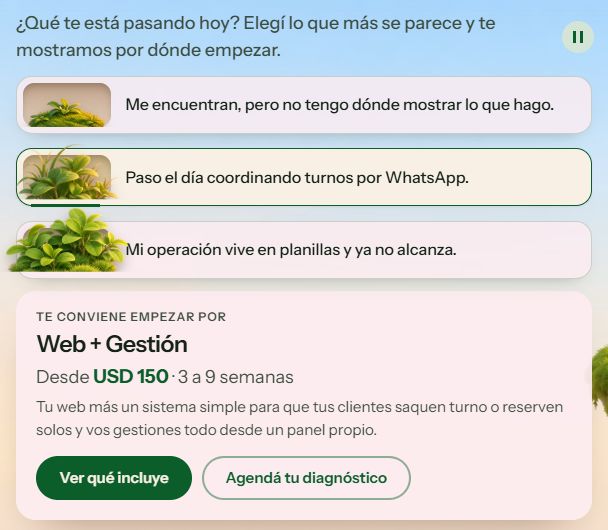 ¿Qué te está pasando hoy? Elegí lo que más se parece y te
mostramos por dónde empezar.
Me encuentran, pero no tengo dónde mostrar lo que hago.
Paso el día coordinando turnos por WhatsApp.
Mi operación vive en planillas y ya no alcanza.
TE CONVIENE EMPEZAR POR
Web + Gestión
Desde USD 150 · 3 a 9 semanas
Tu web más un sistema simple para que tus clientes saquen turno o reserven
solos y vos gestiones todo desde un panel propio.
Ver qué incluye
Agendá tu diagnóstico